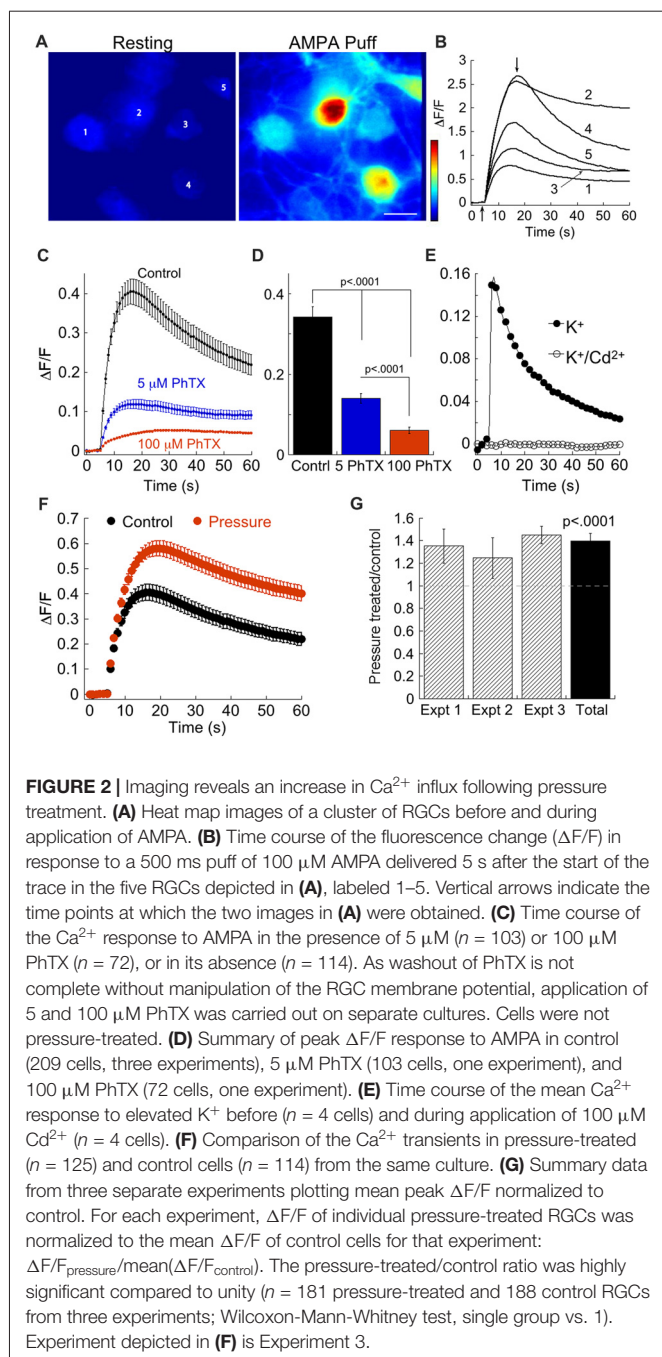 A Resting AMPA Puff
1
2
3
4
5
B
ΔF/F
3
2.5
2
1.5
1
0.5
0
2
4
5
3 1
0 10 20 30 40 50 60
Time (s)
C
Control
ΔF/F
0.4
0.3
0.2
0.1
0
5 μM PhTX
100 μM PhTX
0 10 20 30 40 50 60
Time (s)
D
p<.0001
p<.0001
0.4
0.3
0.2
0.1
0
Contrl 5 PhTX 100 PhTX
E
0.16
0.12
0.08
0.04
0
K⁺
K⁺/Cd²⁺
0 10 20 30 40 50 60
Time (s)
F
Control Pressure
ΔF/F
0.7
0.6
0.5
0.4
0.3
0.2
0.1
0
0 10 20 30 40 50 60
Time (s)
G
p<.0001
Pressure treated/control
1.6
1.4
1.2
1
0.8
0.6
0.4
0.2
0
Expt 1 Expt 2 Expt 3 Total
FIGURE 2 | Imaging reveals an increase in Ca²⁺ influx following pressure
treatment. (A) Heat map images of a cluster of RGCs before and during
application of AMPA. (B) Time course of the fluorescence change (ΔF/F) in
response to a 500 ms puff of 100 μM AMPA delivered 5 s after the start of the
trace in the five RGCs depicted in (A), labeled 1–5. Vertical arrows indicate the
time points at which the two images in (A) were obtained. (C) Time course of
the Ca²⁺ response to AMPA in the presence of 5 μM (n = 103) or 100 μM
PhTX (n = 72), or in its absence (n = 114). As washout of PhTX is not
complete without manipulation of the RGC membrane potential, application of
5 and 100 μM PhTX was carried out on separate cultures. Cells were not
pressure-treated. (D) Summary of peak ΔF/F response to AMPA in control
(209 cells, three experiments), 5 μM PhTX (103 cells, one experiment), and
100 μM PhTX (72 cells, one experiment). (E) Time course of the mean Ca²⁺
response to elevated K⁺ before (n = 4 cells) and during application of 100 μM
Cd²⁺ (n = 4 cells). (F) Comparison of the Ca²⁺ transients in pressure-treated
(n = 125) and control cells (n = 114) from the same culture. (G) Summary data
from three separate experiments plotting mean peak ΔF/F normalized to
control. For each experiment, ΔF/F of individual pressure-treated RGCs was
normalized to the mean ΔF/F of control cells for that experiment:
ΔF/Fpressure/mean(ΔF/Fcontrol). The pressure-treated/control ratio was highly
significant compared to unity (n = 181 pressure-treated and 188 control RGCs
from three experiments; Wilcoxon-Mann-Whitney test, single group vs. 1).
Experiment depicted in (F) is Experiment 3.